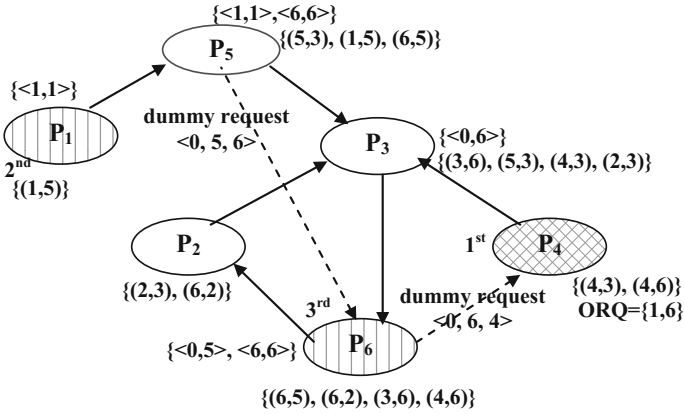 {<1,1>,<6,6>}
P5
{(5,3), (1,5), (6,5)}
{<1,1>}
dummy request
<0, 5, 6>
P1
2nd
{(1,5)}
P3
{<0,6>}
{(3,6), (5,3), (4,3), (2,3)}
P2
{(2,3), (6,2)}
1st
P4
{(4,3), (4,6)}
ORQ={1,6}
3rd
dummy request
<0, 6, 4>
{<0,5>, <6,6>}
P6
{(6,5), (6,2), (3,6), (4,6)}